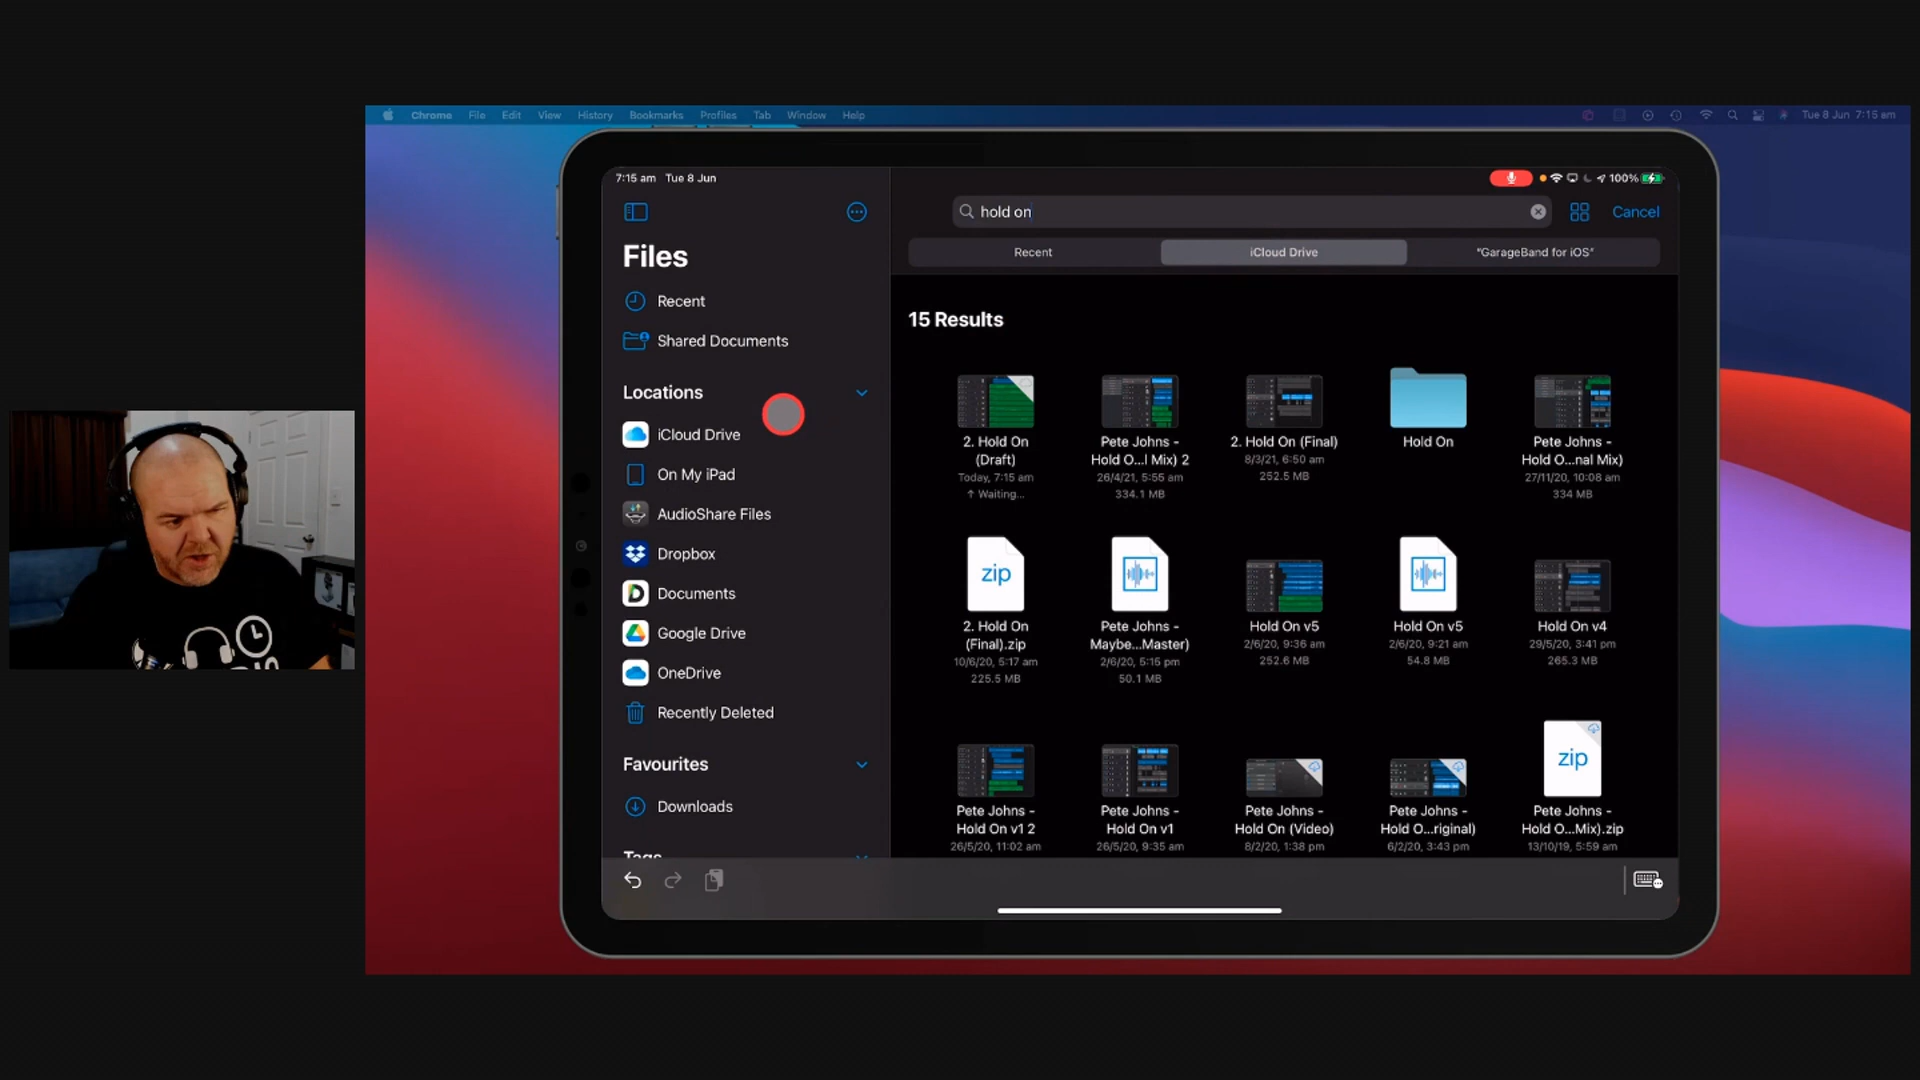 Chrome File Edit View History Bookmarks Profiles Tab Window Help
Tue 8 Jun 7:15 am
7:15 am Tue 8 Jun
100%
hold on
Cancel
Recent
iCloud Drive
"GarageBand for iOS"
Files
Recent
Shared Documents
Locations
iCloud Drive
On My iPad
AudioShare Files
Dropbox
Documents
Google Drive
OneDrive
Recently Deleted
Favourites
Downloads
Tags
15 Results
2. Hold On
(Draft)
Today, 7:15 am
↑ Waiting...
Pete Johns -
Hold O...l Mix) 2
26/4/21, 5:55 am
334.1 MB
2. Hold On (Final)
8/3/21, 6:50 am
252.5 MB
Hold On
Pete Johns -
Hold O...nal Mix)
27/11/20, 10:08 am
334 MB
zip
2. Hold On
(Final).zip
10/6/20, 5:17 am
225.5 MB
Pete Johns -
Maybe...Master)
2/6/20, 5:15 pm
50.1 MB
Hold On v5
2/6/20, 9:36 am
252.6 MB
Hold On v5
2/6/20, 9:21 am
54.8 MB
Hold On v4
29/5/20, 3:41 pm
265.3 MB
Pete Johns -
Hold On v1 2
26/5/20, 11:02 am
Pete Johns -
Hold On v1
26/5/20, 9:35 am
Pete Johns -
Hold On (Video)
8/2/20, 1:38 pm
Pete Johns -
Hold O...riginal)
6/2/20, 3:43 pm
zip
Pete Johns -
Hold O...Mix).zip
13/10/19, 5:59 am